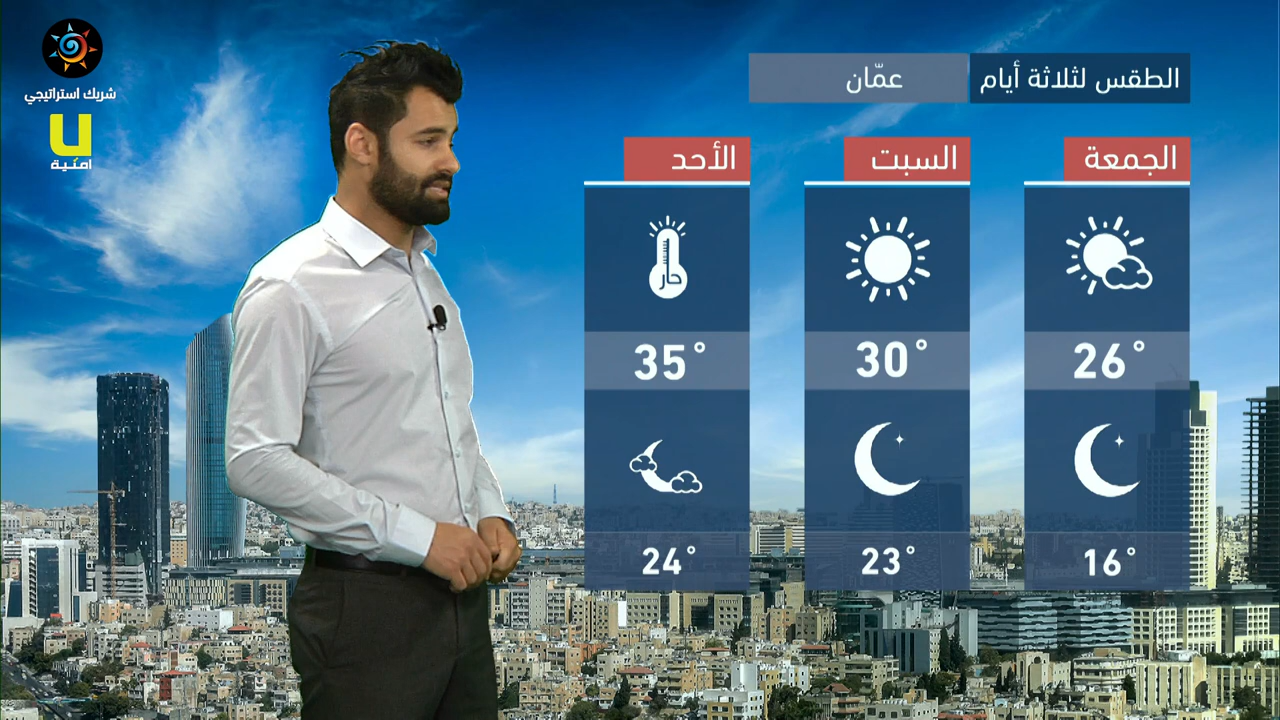 شريك استراتيجي
U
امنية
الطقس لثلاثة أيام
عمّان
الجمعة
السبت
الأحد
حار
26°
30°
35°
16°
23°
24°